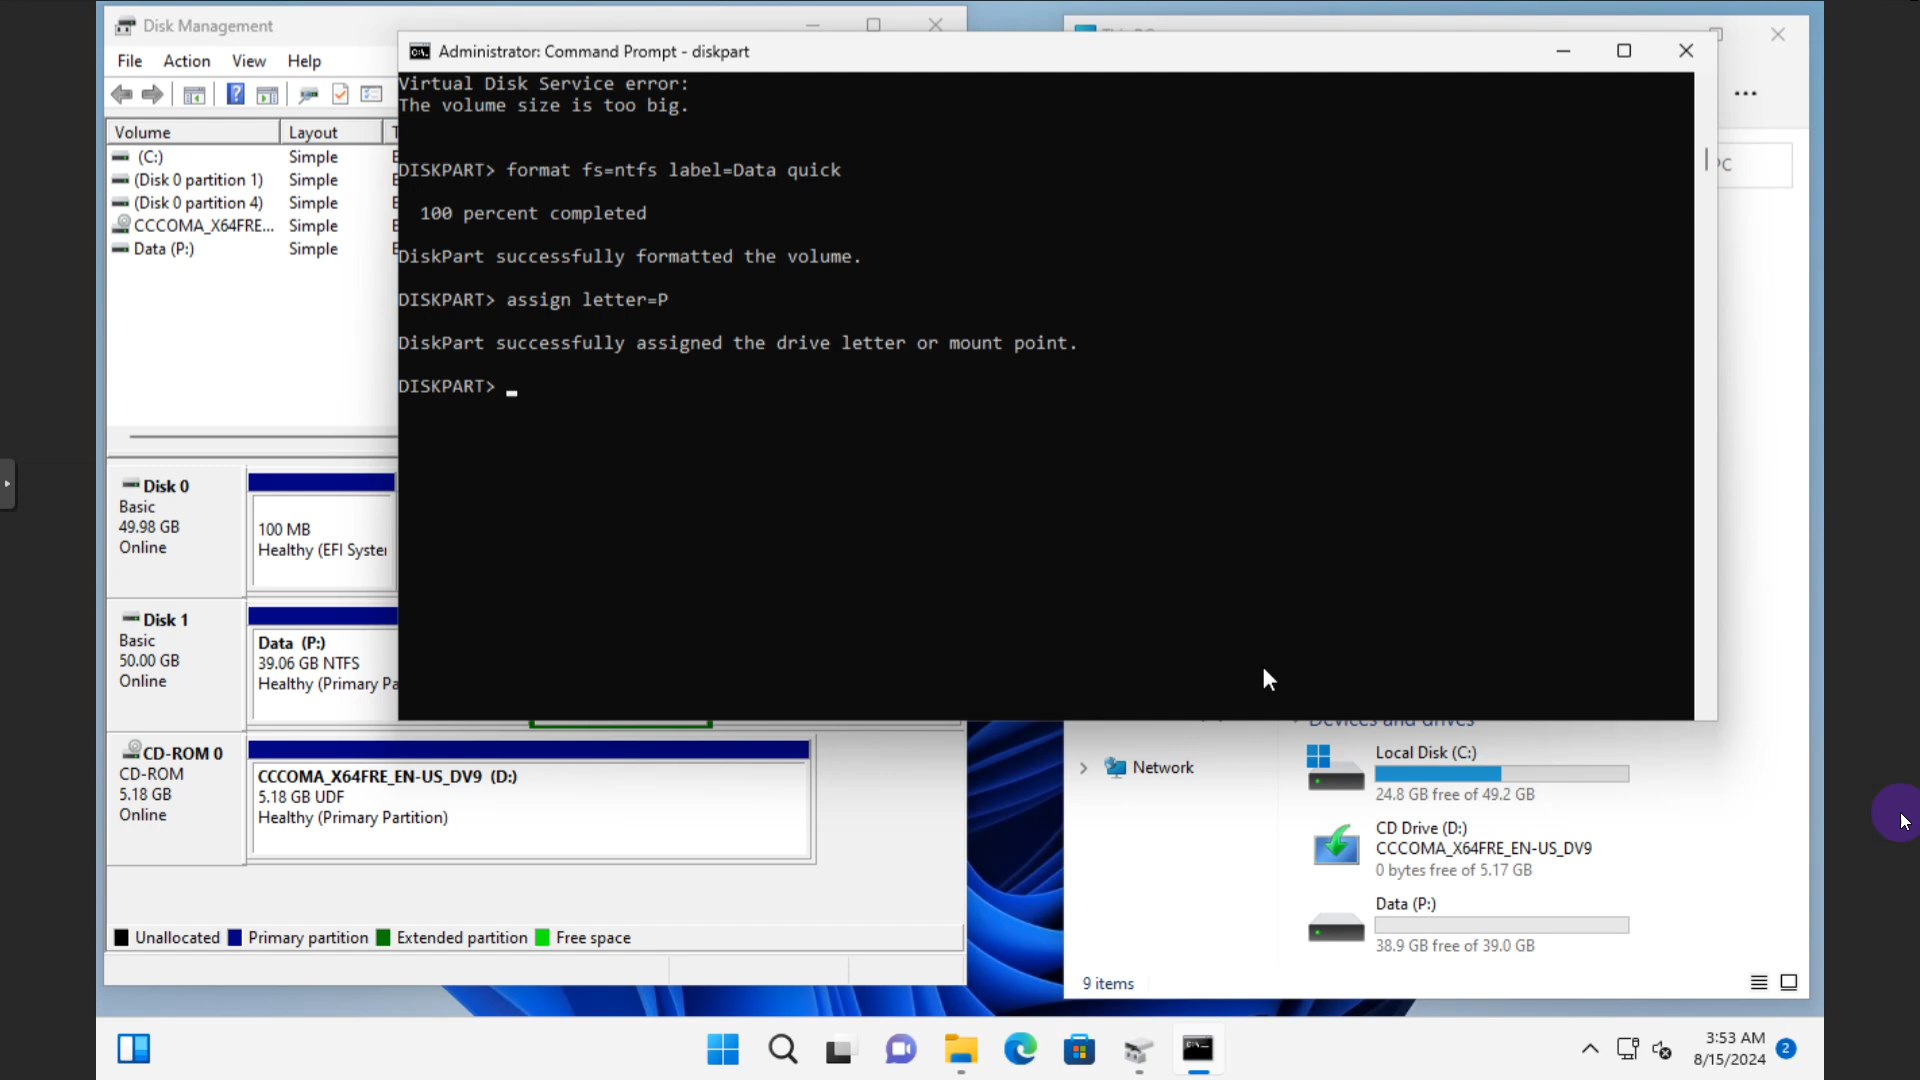 Disk Management
File Action View Help
Volume Layout
(C:) Simple
(Disk 0 partition 1) Simple
(Disk 0 partition 4) Simple
CCCOMA_X64FRE... Simple
Data (P:) Simple
Disk 0
Basic
49.98 GB
Online
100 MB
Healthy (EFI System
Disk 1
Basic
50.00 GB
Online
Data (P:)
39.06 GB NTFS
Healthy (Primary Pa
CD-ROM 0
CD-ROM
5.18 GB
Online
CCCOMA_X64FRE_EN-US_DV9 (D:)
5.18 GB UDF
Healthy (Primary Partition)
Unallocated Primary partition Extended partition Free space
Administrator: Command Prompt - diskpart
Virtual Disk Service error:
The volume size is too big.
DISKPART> format fs=ntfs label=Data quick
100 percent completed
DiskPart successfully formatted the volume.
DISKPART> assign letter=P
DiskPart successfully assigned the drive letter or mount point.
DISKPART>
PC
Devices and drives
Network
Local Disk (C:)
24.8 GB free of 49.2 GB
CD Drive (D:)
CCCOMA_X64FRE_EN-US_DV9
0 bytes free of 5.17 GB
Data (P:)
38.9 GB free of 39.0 GB
9 items
3:53 AM
8/15/2024
2